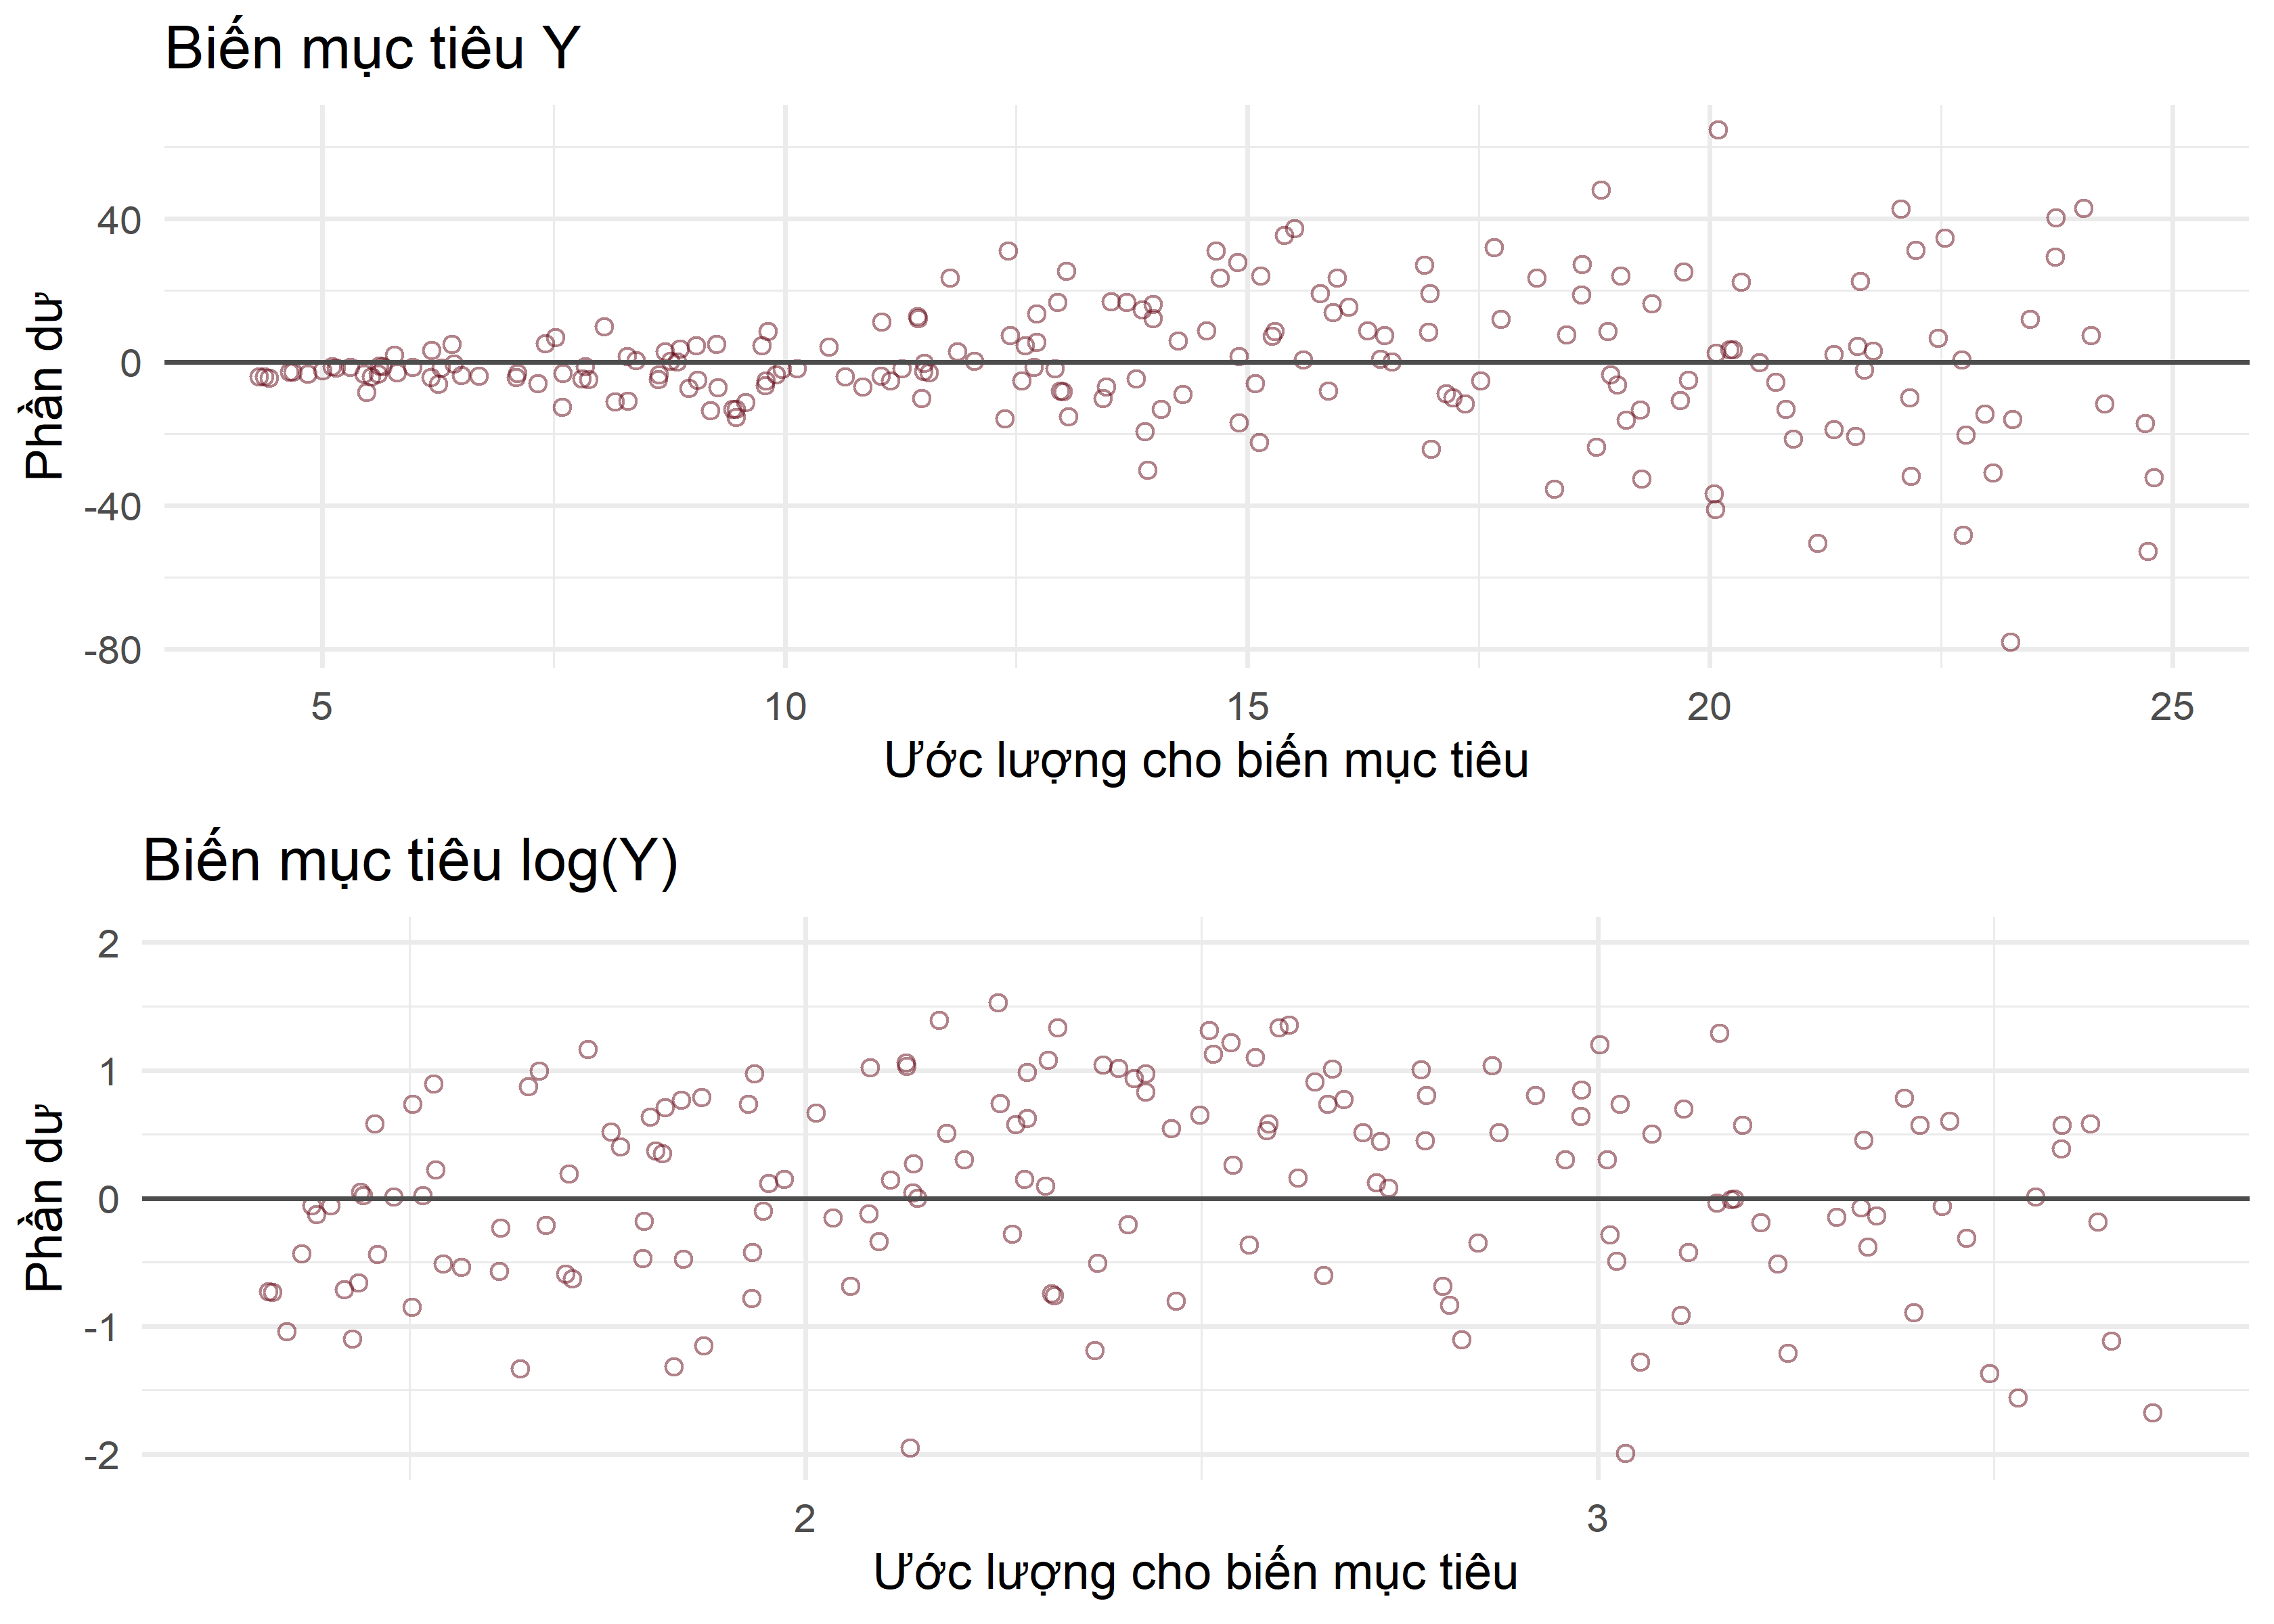 Biến mục tiêu Y
Phần dư
40
0
-40
-80
5 10 15 20 25
Ước lượng cho biến mục tiêu
Biến mục tiêu log(Y)
Phần dư
2
1
0
-1
-2
2 3
Ước lượng cho biến mục tiêu